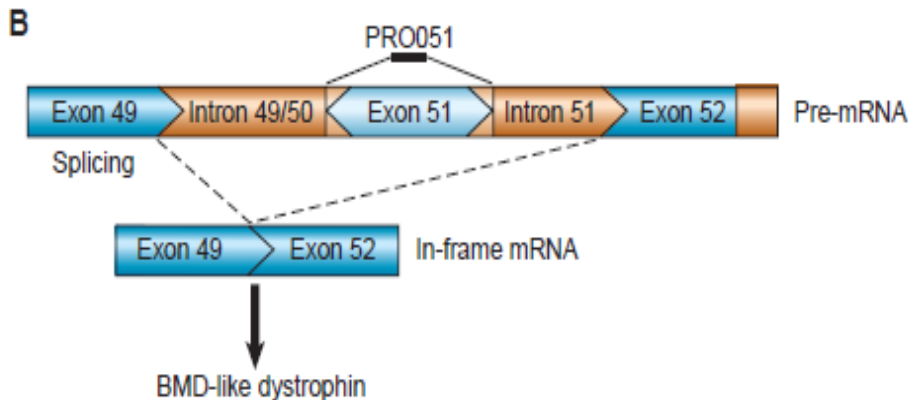 B
PRO051
Exon 49 Intron 49/50 Exon 51 Intron 51 Exon 52 Pre-mRNA
Splicing
Exon 49 Exon 52 In-frame mRNA
BMD-like dystrophin